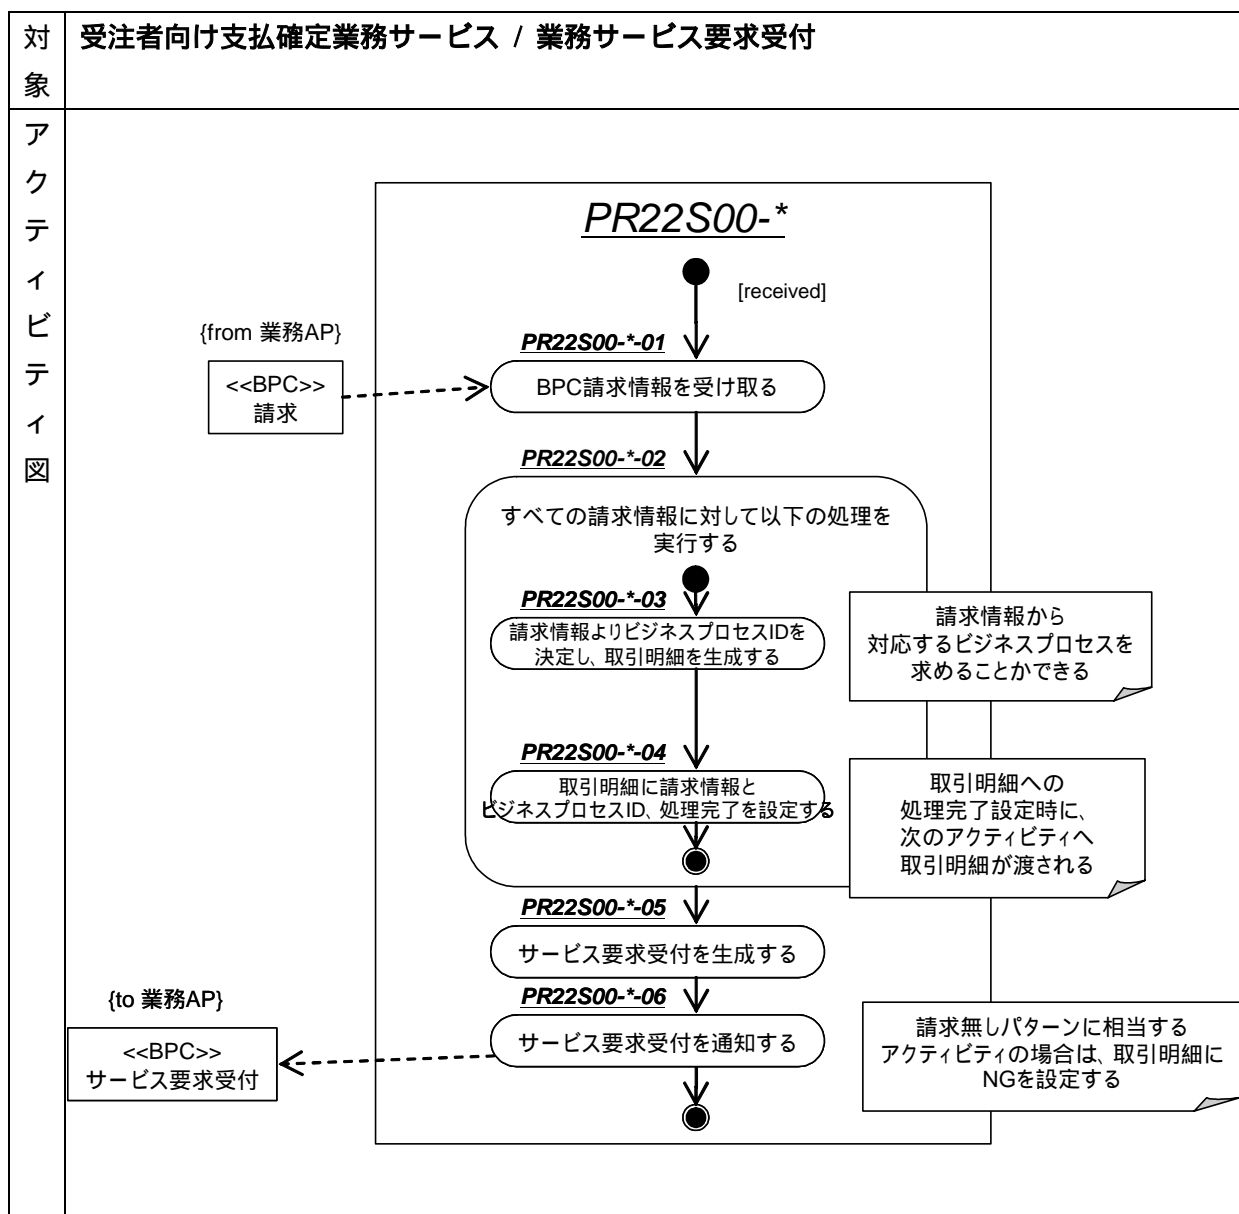 対象
受注者向け支払確定業務サービス / 業務サービス要求受付
アクティビティ図
PR22S00-*
[received]
{from 業務AP}
PR22S00-*-01
<<BPC>>
請求
BPC請求情報を受け取る
PR22S00-*-02
すべての請求情報に対して以下の処理を
実行する
PR22S00-*-03
請求情報よりビジネスプロセスIDを
決定し、取引明細を生成する
請求情報から
対応するビジネスプロセスを
求めることかできる
PR22S00-*-04
取引明細に請求情報と
ビジネスプロセスID、処理完了を設定する
取引明細への
処理完了設定時に、
次のアクティビティへ
取引明細が渡される
PR22S00-*-05
サービス要求受付を生成する
PR22S00-*-06
{to 業務AP}
サービス要求受付を通知する
<<BPC>>
サービス要求受付
請求無しパターンに相当する
アクティビティの場合は、取引明細に
NGを設定する